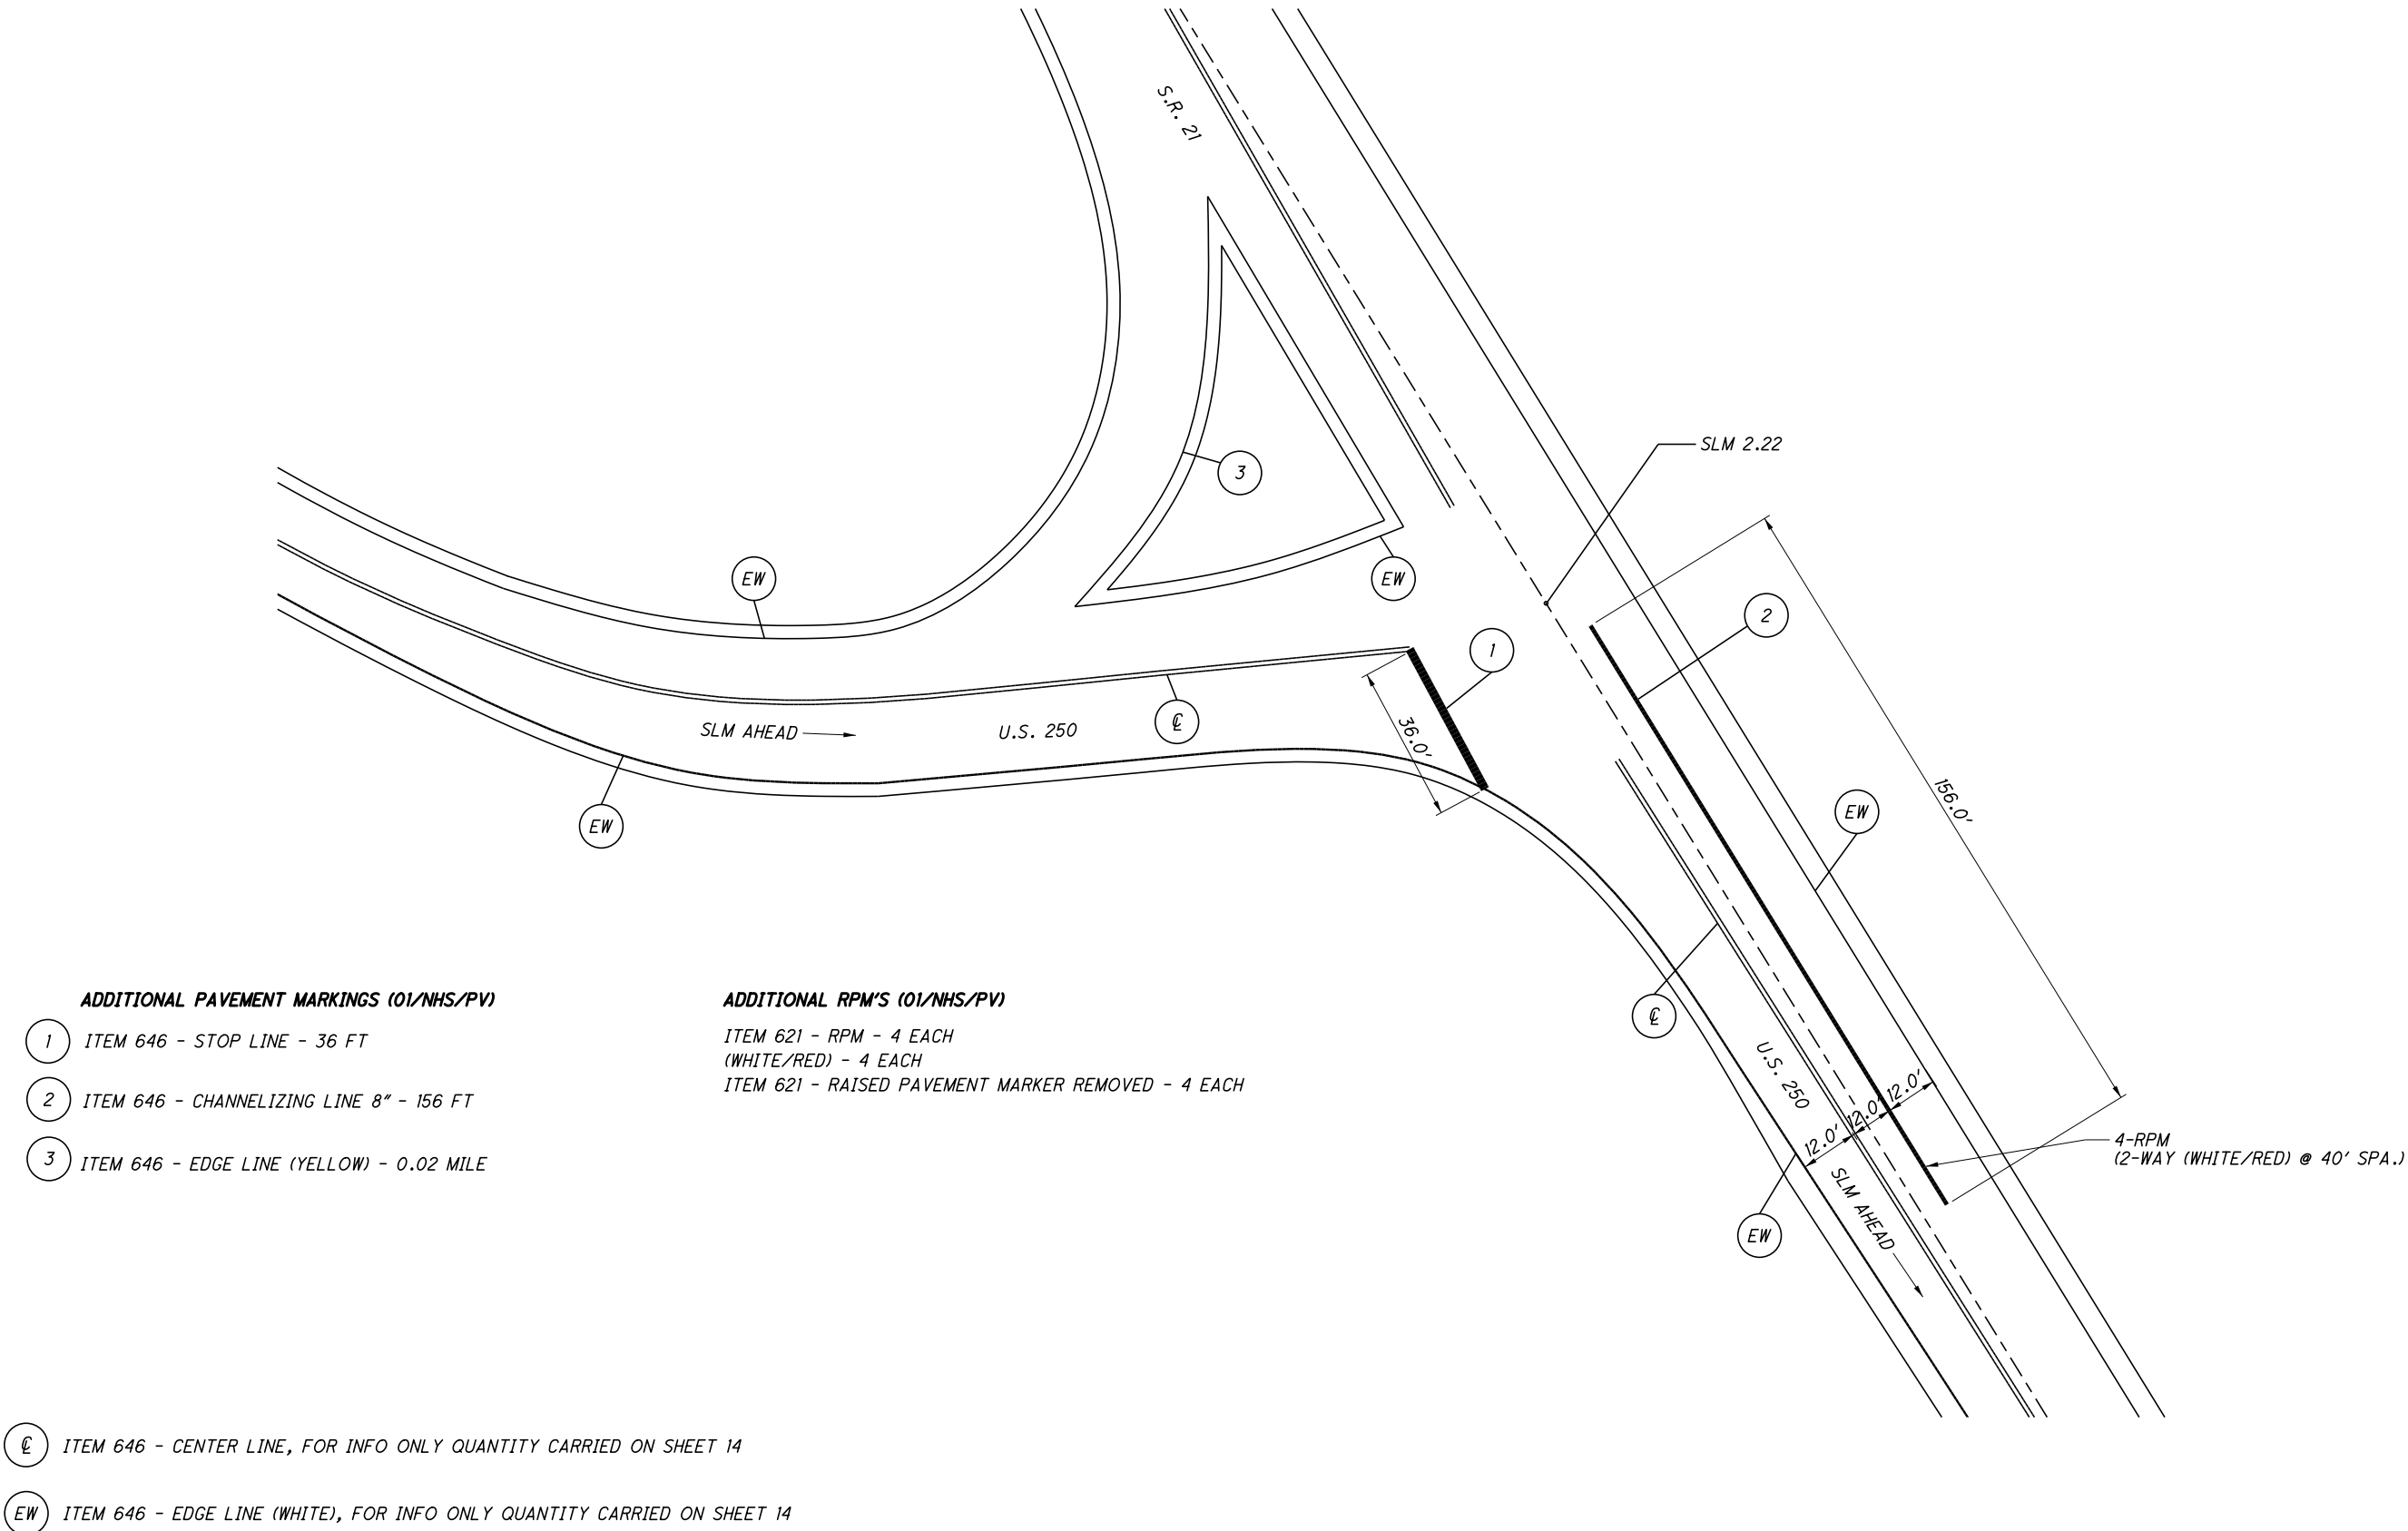 S.R. 21
SLM 2.22
3
EW
EW
2
1
SLM AHEAD
U.S. 250
℄
36.0'
156.0'
EW
EW
ADDITIONAL PAVEMENT MARKINGS (01/NHS/PV)
1 ITEM 646 - STOP LINE - 36 FT
2 ITEM 646 - CHANNELIZING LINE 8" - 156 FT
3 ITEM 646 - EDGE LINE (YELLOW) - 0.02 MILE
ADDITIONAL RPM'S (01/NHS/PV)
ITEM 621 - RPM - 4 EACH
(WHITE/RED) - 4 EACH
ITEM 621 - RAISED PAVEMENT MARKER REMOVED - 4 EACH
℄
U.S. 250
12.0'
12.0'
12.0'
4-RPM
(2-WAY (WHITE/RED) @ 40' SPA.)
SLM AHEAD
EW
℄ ITEM 646 - CENTER LINE, FOR INFO ONLY QUANTITY CARRIED ON SHEET 14
EW ITEM 646 - EDGE LINE (WHITE), FOR INFO ONLY QUANTITY CARRIED ON SHEET 14